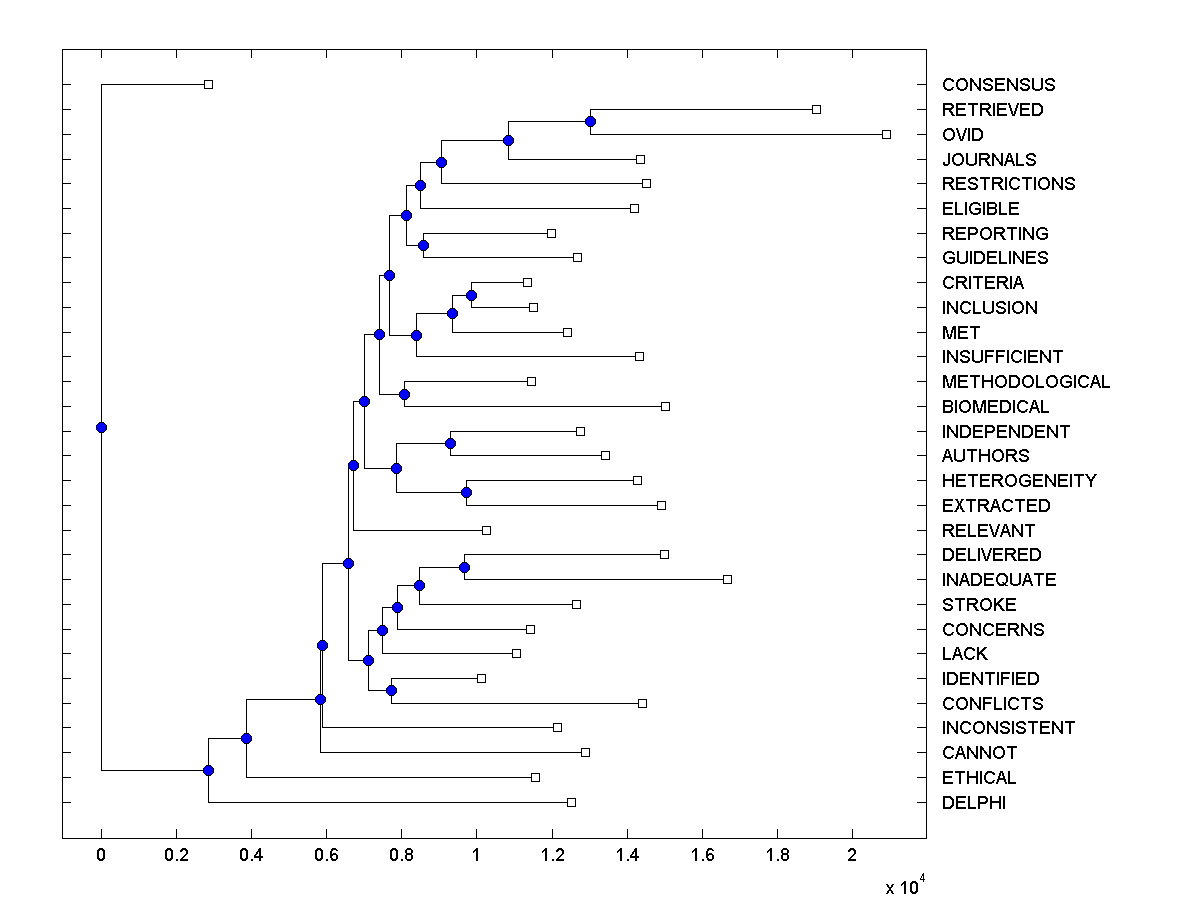 CONSENSUS
RETRIEVED
OVID
JOURNALS
RESTRICTIONS
ELIGIBLE
REPORTING
GUIDELINES
CRITERIA
INCLUSION
MET
INSUFFICIENT
METHODOLOGICAL
BIOMEDICAL
INDEPENDENT
AUTHORS
HETEROGENEITY
EXTRACTED
RELEVANT
DELIVERED
INADEQUATE
STROKE
CONCERNS
LACK
IDENTIFIED
CONFLICTS
INCONSISTENT
CANNOT
ETHICAL
DELPHI
0 0.2 0.4 0.6 0.8 1 1.2 1.4 1.6 1.8 2
x 10^4